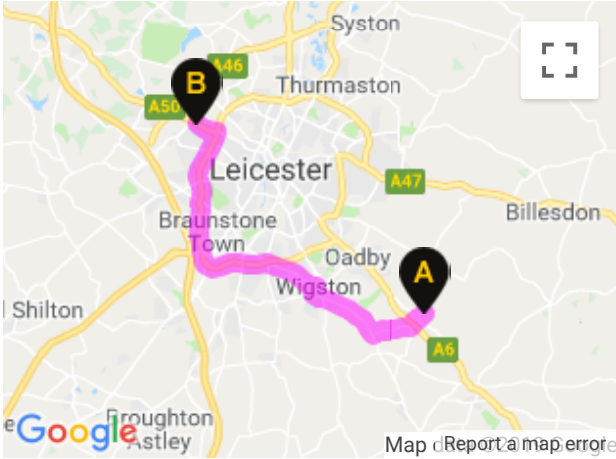 Syston
A46
B
Thurmaston
A50
Leicester
A47
Braunstone
Town
Billesdon
Oadby
A
Wigston
Shilton
A6
Broughton
Astley
Google
Map
Report a map error